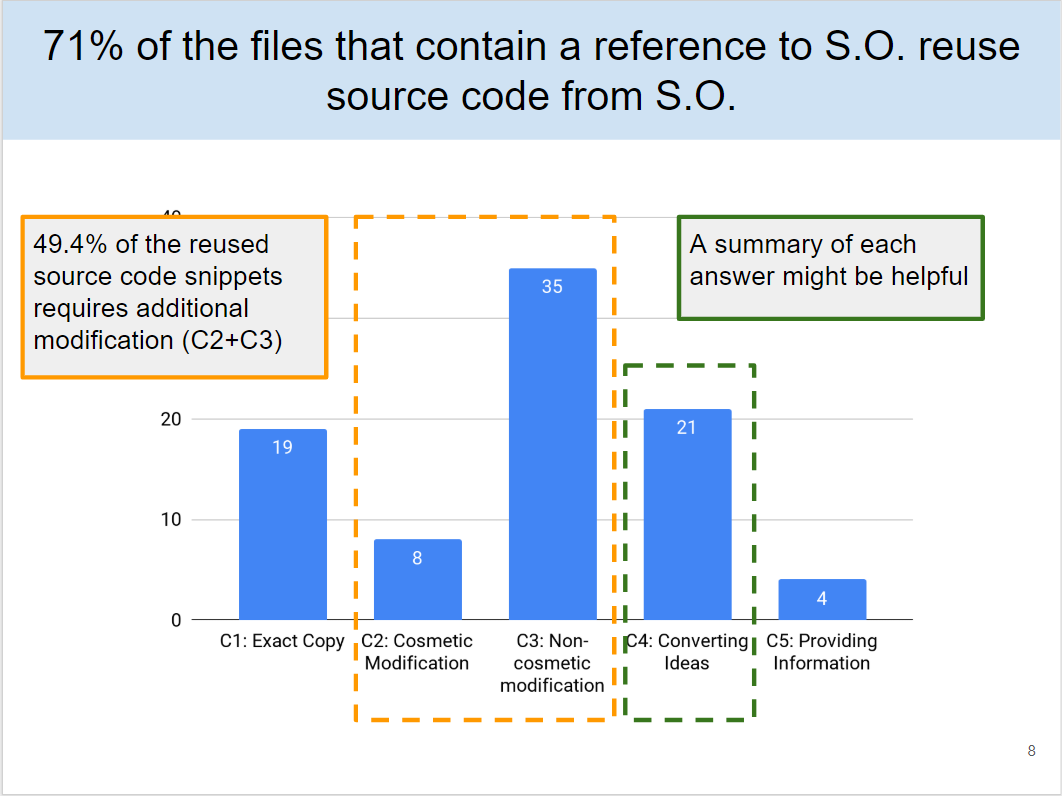 71% of the files that contain a reference to S.O. reuse
source code from S.O.
49.4% of the reused
source code snippets
requires additional
modification (C2+C3)
A summary of each
answer might be helpful
40
20
10
0
19
8
35
21
4
C1: Exact Copy
C2: Cosmetic
Modification
C3: Non-
cosmetic
modification
C4: Converting
Ideas
C5: Providing
Information
8